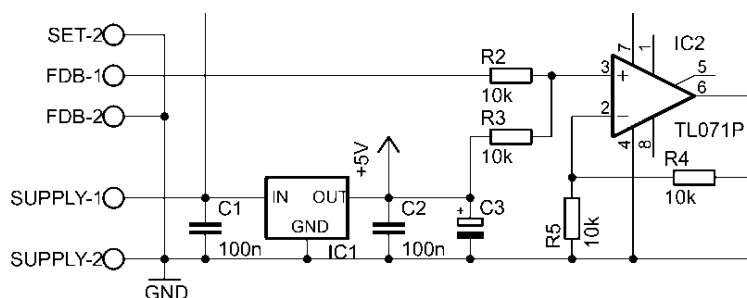 SET-2
FDB-1
FDB-2
SUPPLY-1
SUPPLY-2
GND
C1
100n
IN
OUT
GND
IC1
+5V
C2
100n
+
C3
R2
10k
R3
10k
7
1
IC2
5
3
+
6
2
−
4
8
TL071P
R4
10k
R5
10k